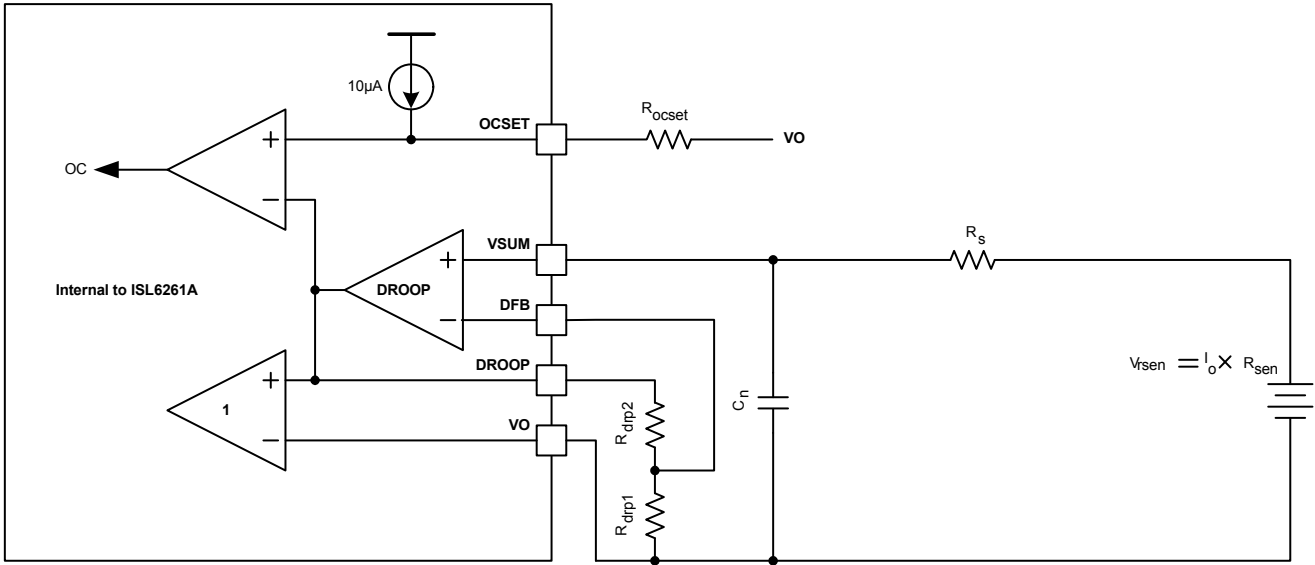 10µA
OCSET
R_ocset
VO
+
−
OC
VSUM
R_s
+
−
DROOP
DFB
Internal to ISL6261A
DROOP
V_rsen = I_o × R_sen
+
−
1
R_drp2
C_n
VO
R_drp1